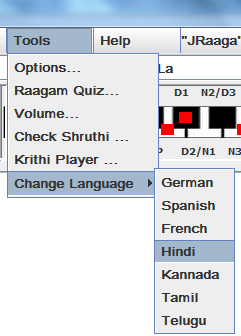 Tools Help "JRaaga"
Options...
La
Raagam Quiz...
D1 N2/D3
Volume...
Check Shruthi ...
Krithi Player ...
D2/N1 N3
Change Language
German
Spanish
French
Hindi
Kannada
Tamil
Telugu